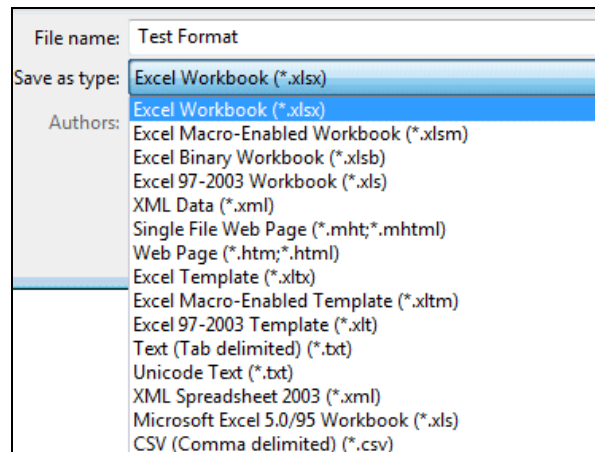 File name: Test Format
Save as type: Excel Workbook (*.xlsx)
Authors:
Excel Workbook (*.xlsx)
Excel Macro-Enabled Workbook (*.xlsm)
Excel Binary Workbook (*.xlsb)
Excel 97-2003 Workbook (*.xls)
XML Data (*.xml)
Single File Web Page (*.mht;*.mhtml)
Web Page (*.htm;*.html)
Excel Template (*.xltx)
Excel Macro-Enabled Template (*.xltm)
Excel 97-2003 Template (*.xlt)
Text (Tab delimited) (*.txt)
Unicode Text (*.txt)
XML Spreadsheet 2003 (*.xml)
Microsoft Excel 5.0/95 Workbook (*.xls)
CSV (Comma delimited) (*.csv)